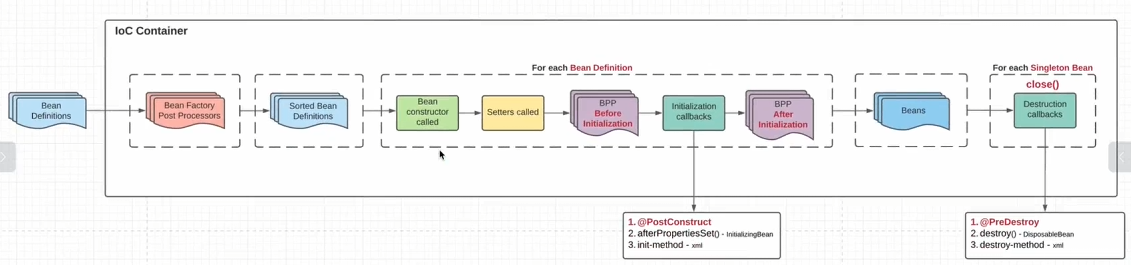 IoC Container
For each Bean Definition
For each Singleton Bean
close()
Bean
Definitions
Bean Factory
Post Processors
Sorted Bean
Definitions
Bean
constructor
called
Setters called
BPP
Before
Initialization
Initialization
callbacks
BPP
After
Initialization
Beans
Destruction
callbacks
1. @PostConstruct
2. afterPropertiesSet() - InitializingBean
3. init-method - xml
1. @PreDestroy
2. destroy() - DisposableBean
3. destroy-method - xml